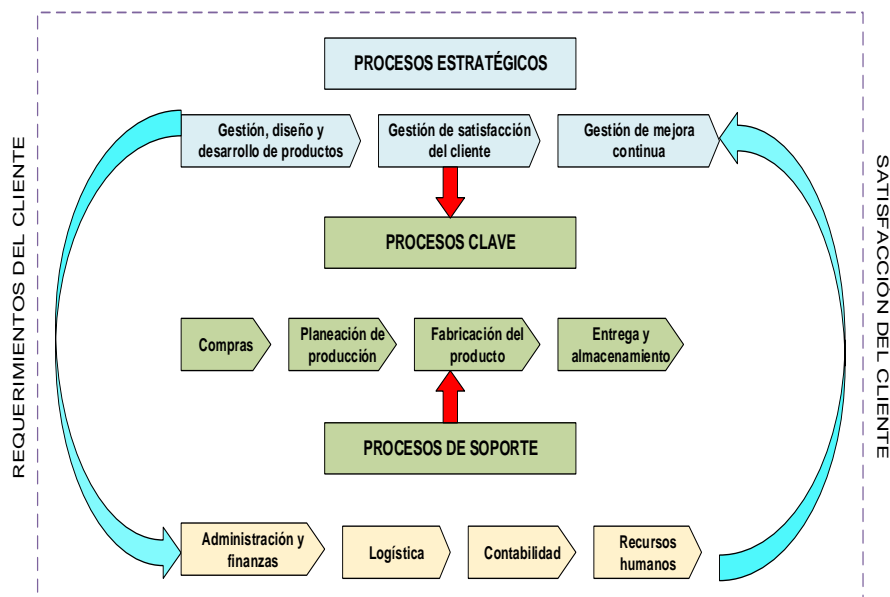 PROCESOS ESTRATÉGICOS
Gestión, diseño y
desarrollo de productos
Gestión de satisfacción
del cliente
Gestión de mejora
continua
REQUERIMIENTOS DEL CLIENTE
SATISFACCIÓN DEL CLIENTE
PROCESOS CLAVE
Compras
Planeación de
producción
Fabricación del
producto
Entrega y
almacenamiento
PROCESOS DE SOPORTE
Administración y
finanzas
Logística
Contabilidad
Recursos
humanos